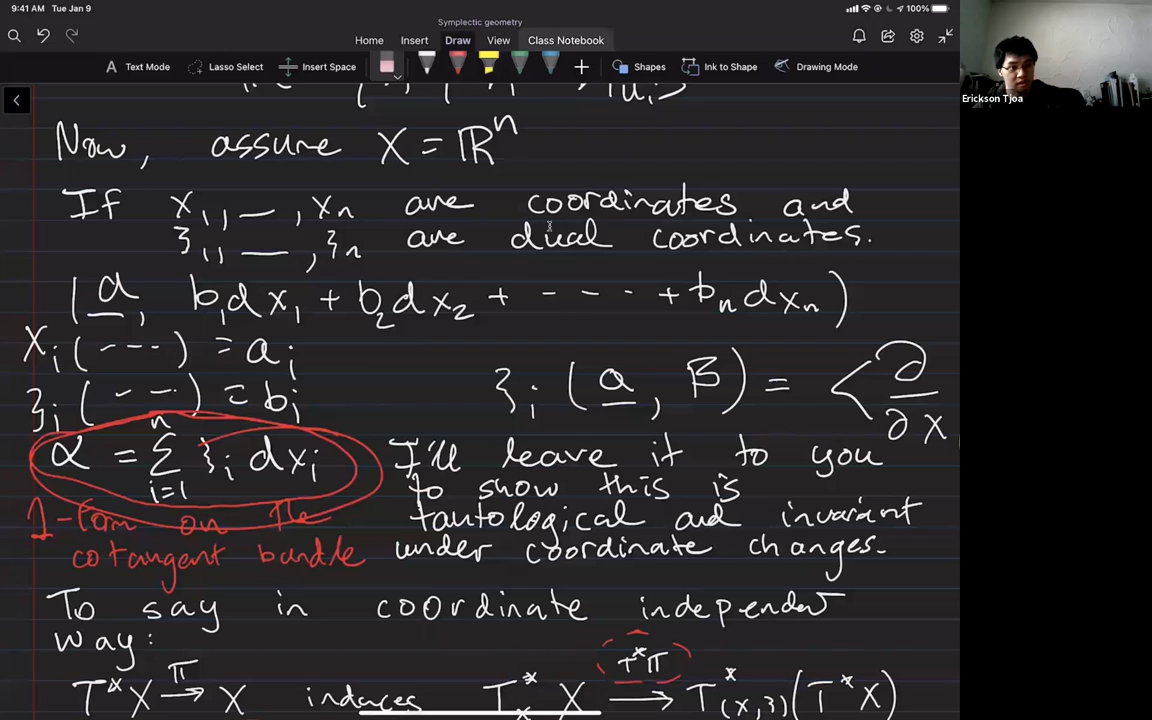 9:41 AM Tue Jan 9
100%
Symplectic geometry
Home Insert Draw View Class Notebook
Text Mode Lasso Select Insert Space Shapes Ink to Shape Drawing Mode
Erickson Tjoa
Now, assume X = ℝⁿ
If x₁, — , xₙ are coordinates and
ξ₁, — , ξₙ are dual coordinates.
(a, b₁dx₁ + b₂dx₂ + - - - - + bₙdxₙ)
xᵢ(- - -) = aᵢ
ξᵢ(- - -) = bᵢ
ξᵢ(a, β) = <∂/∂x
α = Σⁿᵢ₌₁ ξᵢ dxᵢ
I'll leave it to you
to show this is
tautological and invariant
under coordinate changes.
1-form on the
cotangent bundle
To say in coordinate independent
way:
T*X →π X induces T*ₓX →T*π T*₍ₓ,ξ₎(T*X)